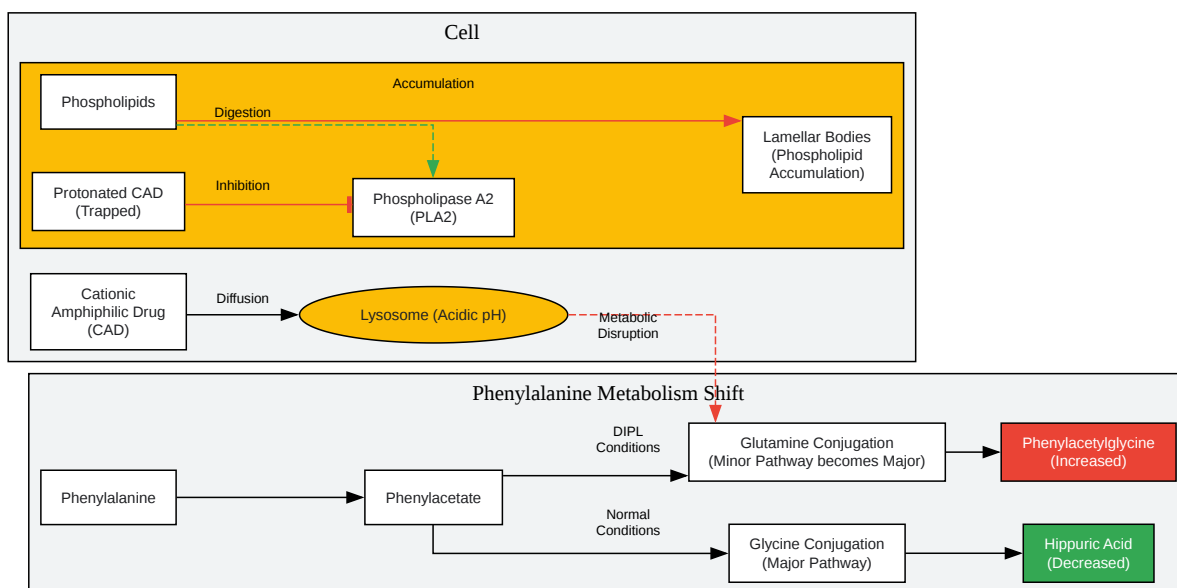 Cell
Accumulation
Phospholipids
Digestion
Lamellar Bodies
(Phospholipid
Accumulation)
Protonated CAD
(Trapped)
Inhibition
Phospholipase A2
(PLA2)
Cationic
Amphiphilic Drug
(CAD)
Diffusion
Lysosome (Acidic pH)
Metabolic
Disruption
Phenylalanine Metabolism Shift
DIPL
Conditions
Glutamine Conjugation
(Minor Pathway becomes Major)
Phenylacetylglycine
(Increased)
Phenylalanine
Phenylacetate
Normal
Conditions
Glycine Conjugation
(Major Pathway)
Hippuric Acid
(Decreased)